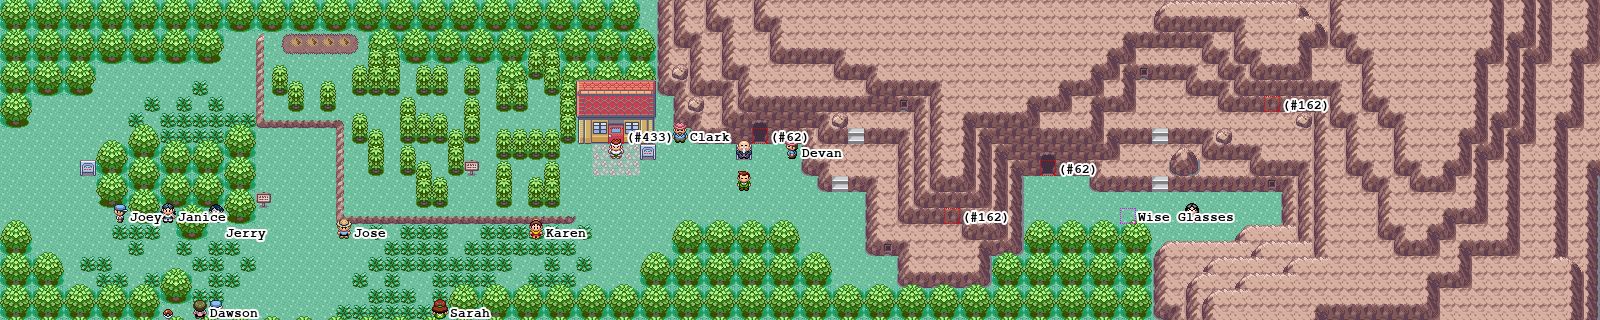 (#162)
(#433)
Clark
(#62)
Devan
(#62)
Joey
Janice
(#162)
Wise Glasses
Jerry
Jose
Karen
Dawson
Sarah